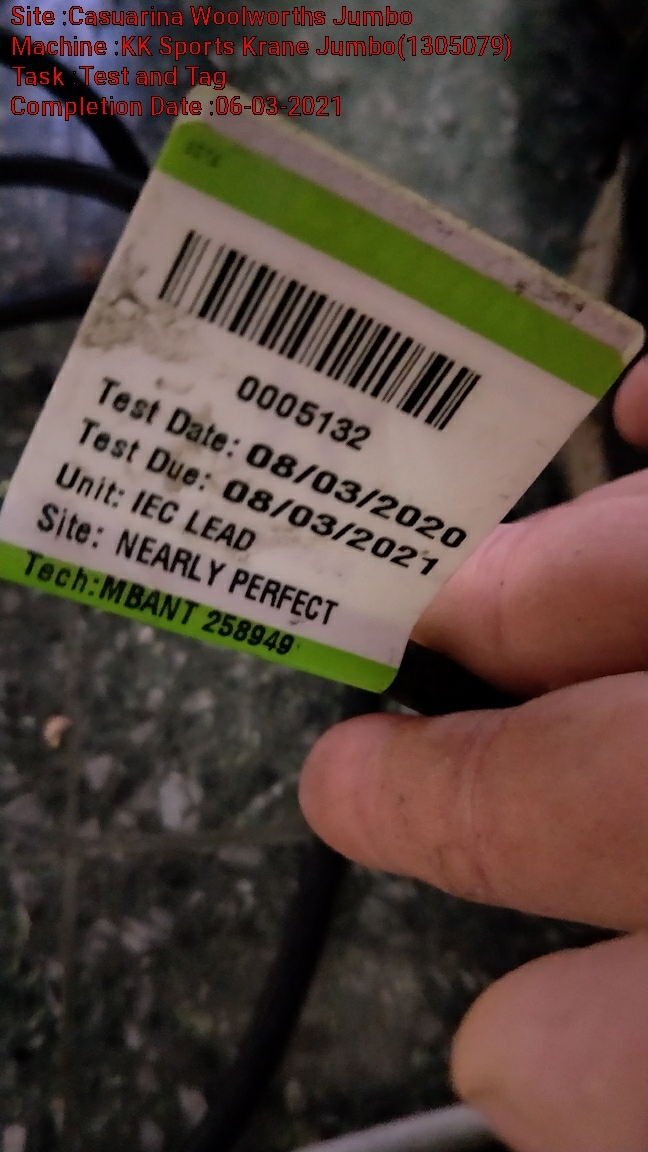 Site :Casuarina Woolworths Jumbo
Machine :KK Sports Krane Jumbo(1305079)
Task :Test and Tag
Completion Date :06-03-2021
0005132
Test Date: 08/03/2020
Test Due: 08/03/2021
Unit: IEC LEAD
Site: NEARLY PERFECT
Tech:MBANT 258949